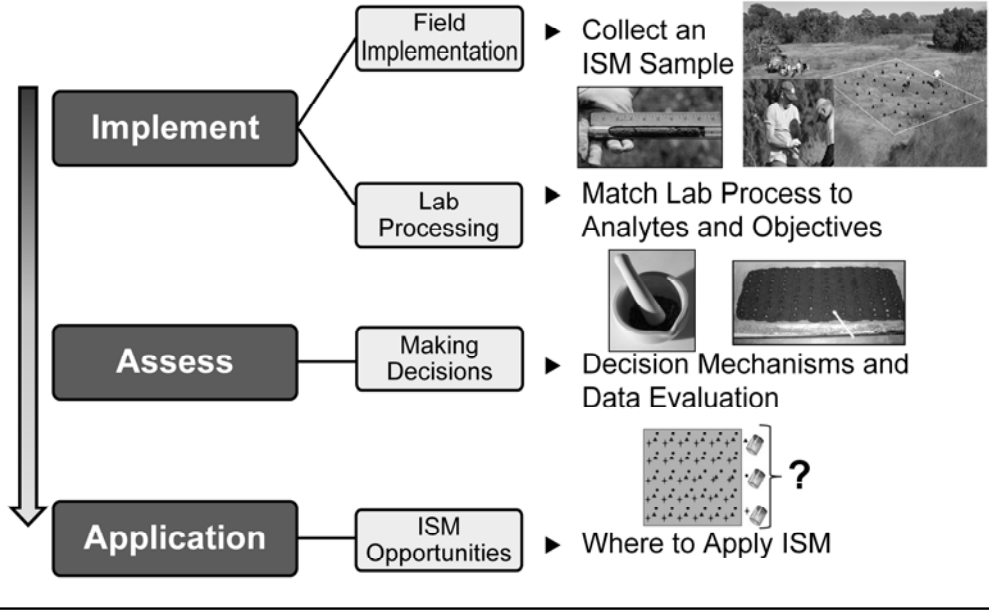 Implement
Field
Implementation
► Collect an
ISM Sample
Lab
Processing
► Match Lab Process to
Analytes and Objectives
Assess
Making
Decisions
► Decision Mechanisms and
Data Evaluation
?
Application
ISM
Opportunities
► Where to Apply ISM